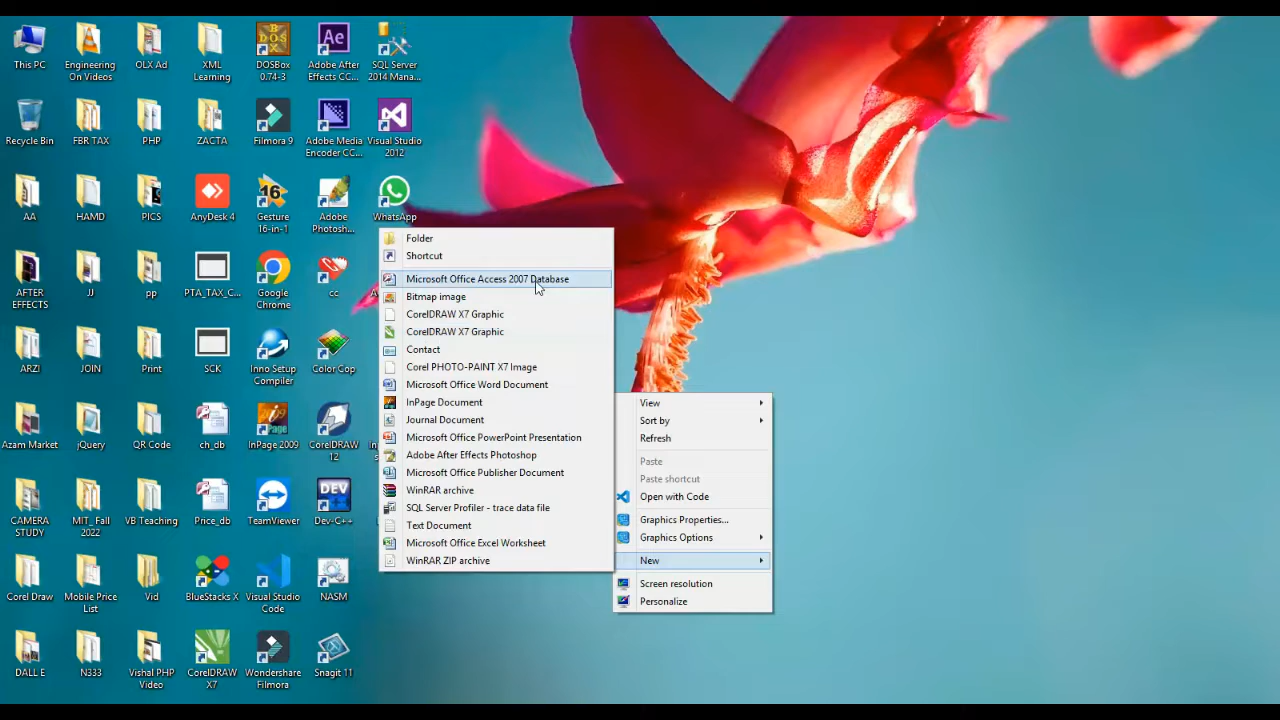 This PC
Engineering
On Videos
OLX Ad
XML
Learning
DOSBox
0.74-3
Adobe After
Effects CC...
SQL Server
2014 Mana...
Recycle Bin
FBR TAX
PHP
ZACTA
Filmora 9
Adobe Media
Encoder CC...
Visual Studio
2012
AA
HAMD
PICS
AnyDesk 4
Gesture
16-in-1
Adobe
Photosh...
WhatsApp
AFTER
EFFECTS
JJ
pp
PTA_TAX_C...
Google
Chrome
cc
ARZI
JOIN
Print
SCK
Inno Setup
Compiler
Color Cop
Azam Market
jQuery
QR Code
ch_db
InPage 2009
CorelDRAW
12
CAMERA
STUDY
MIT_ Fall
2022
VB Teaching
Price_db
TeamViewer
Dev-C++
Corel Draw
Mobile Price
List
Vid
BlueStacks X
Visual Studio
Code
NASM
DALL E
N333
Vishal PHP
Video
CorelDRAW
X7
Wondershare
Filmora
Snagit 11
Folder
Shortcut
Microsoft Office Access 2007 Database
Bitmap image
CorelDRAW X7 Graphic
CorelDRAW X7 Graphic
Contact
Corel PHOTO-PAINT X7 Image
Microsoft Office Word Document
InPage Document
Journal Document
Microsoft Office PowerPoint Presentation
Adobe After Effects Photoshop
Microsoft Office Publisher Document
WinRAR archive
SQL Server Profiler - trace data file
Text Document
Microsoft Office Excel Worksheet
WinRAR ZIP archive
View
Sort by
Refresh
Paste
Paste shortcut
Open with Code
Graphics Properties...
Graphics Options
New
Screen resolution
Personalize